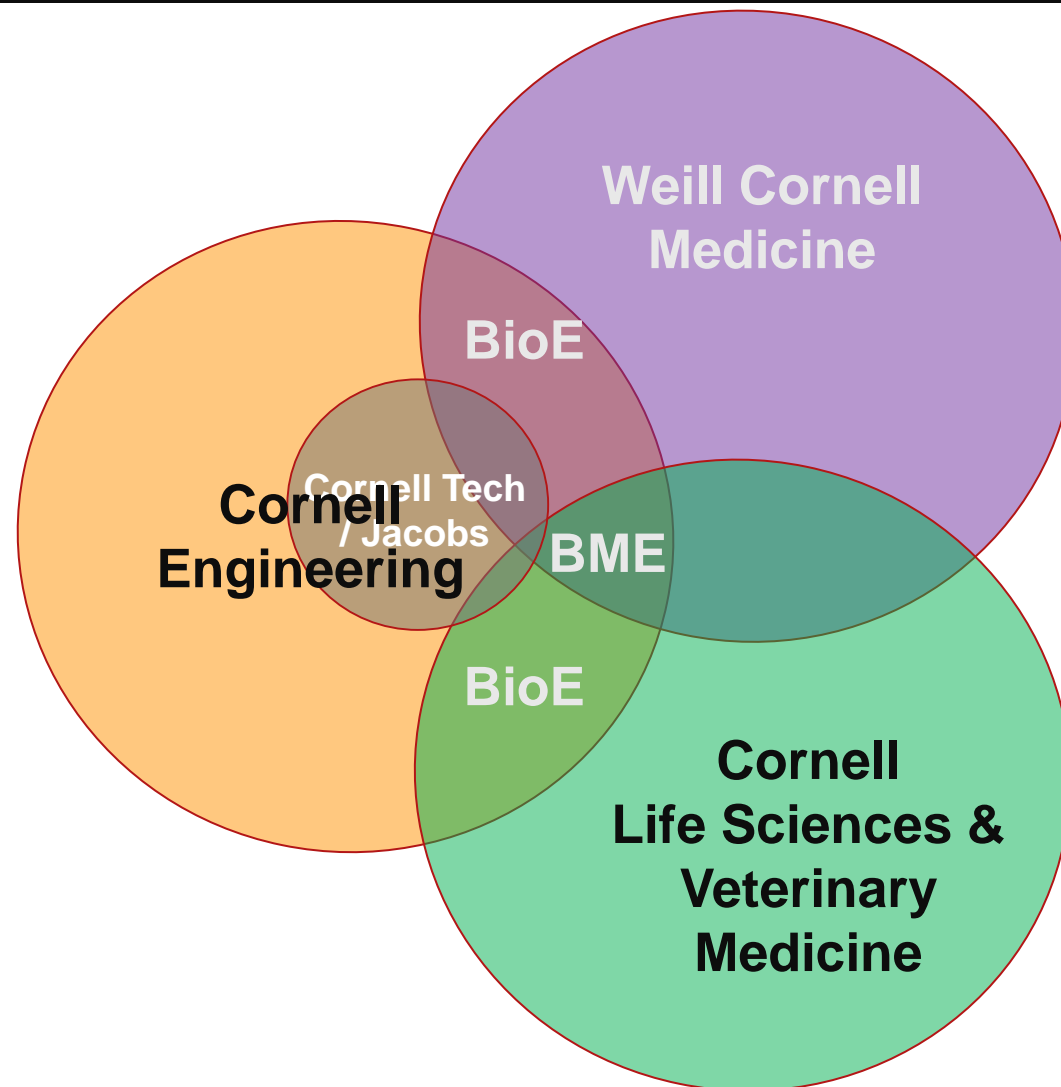 Weill Cornell
Medicine
BioE
Cornell Tech
/ Jacobs
Cornell
Engineering
BME
BioE
Cornell
Life Sciences &
Veterinary
Medicine